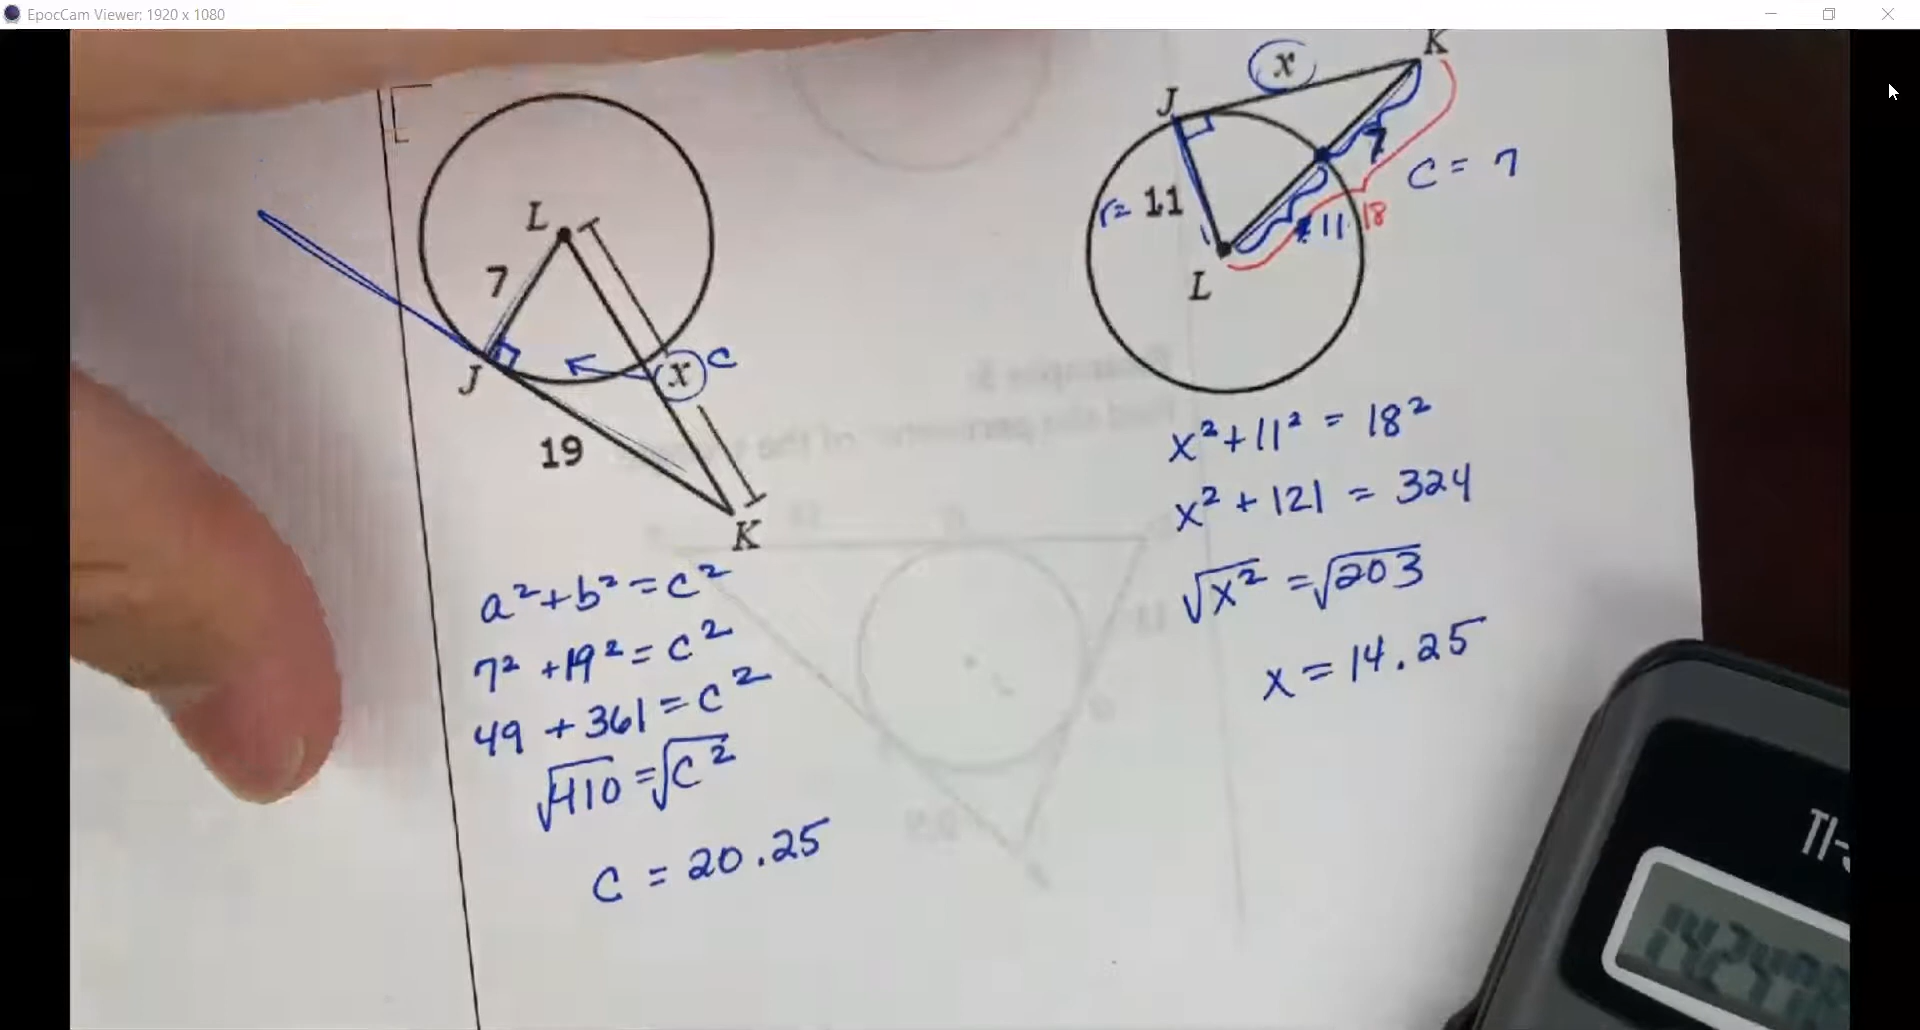 EpocCam Viewer: 1920 x 1080
L
7
J
x c
19
K
a² + b² = c²
7² + 19² = c²
49 + 361 = c²
√410 = √c²
c = 20.25
x
K
J
7
c = 7
r = 11
11
18
L
x² + 11² = 18²
x² + 121 = 324
√x² = √203
x = 14.25